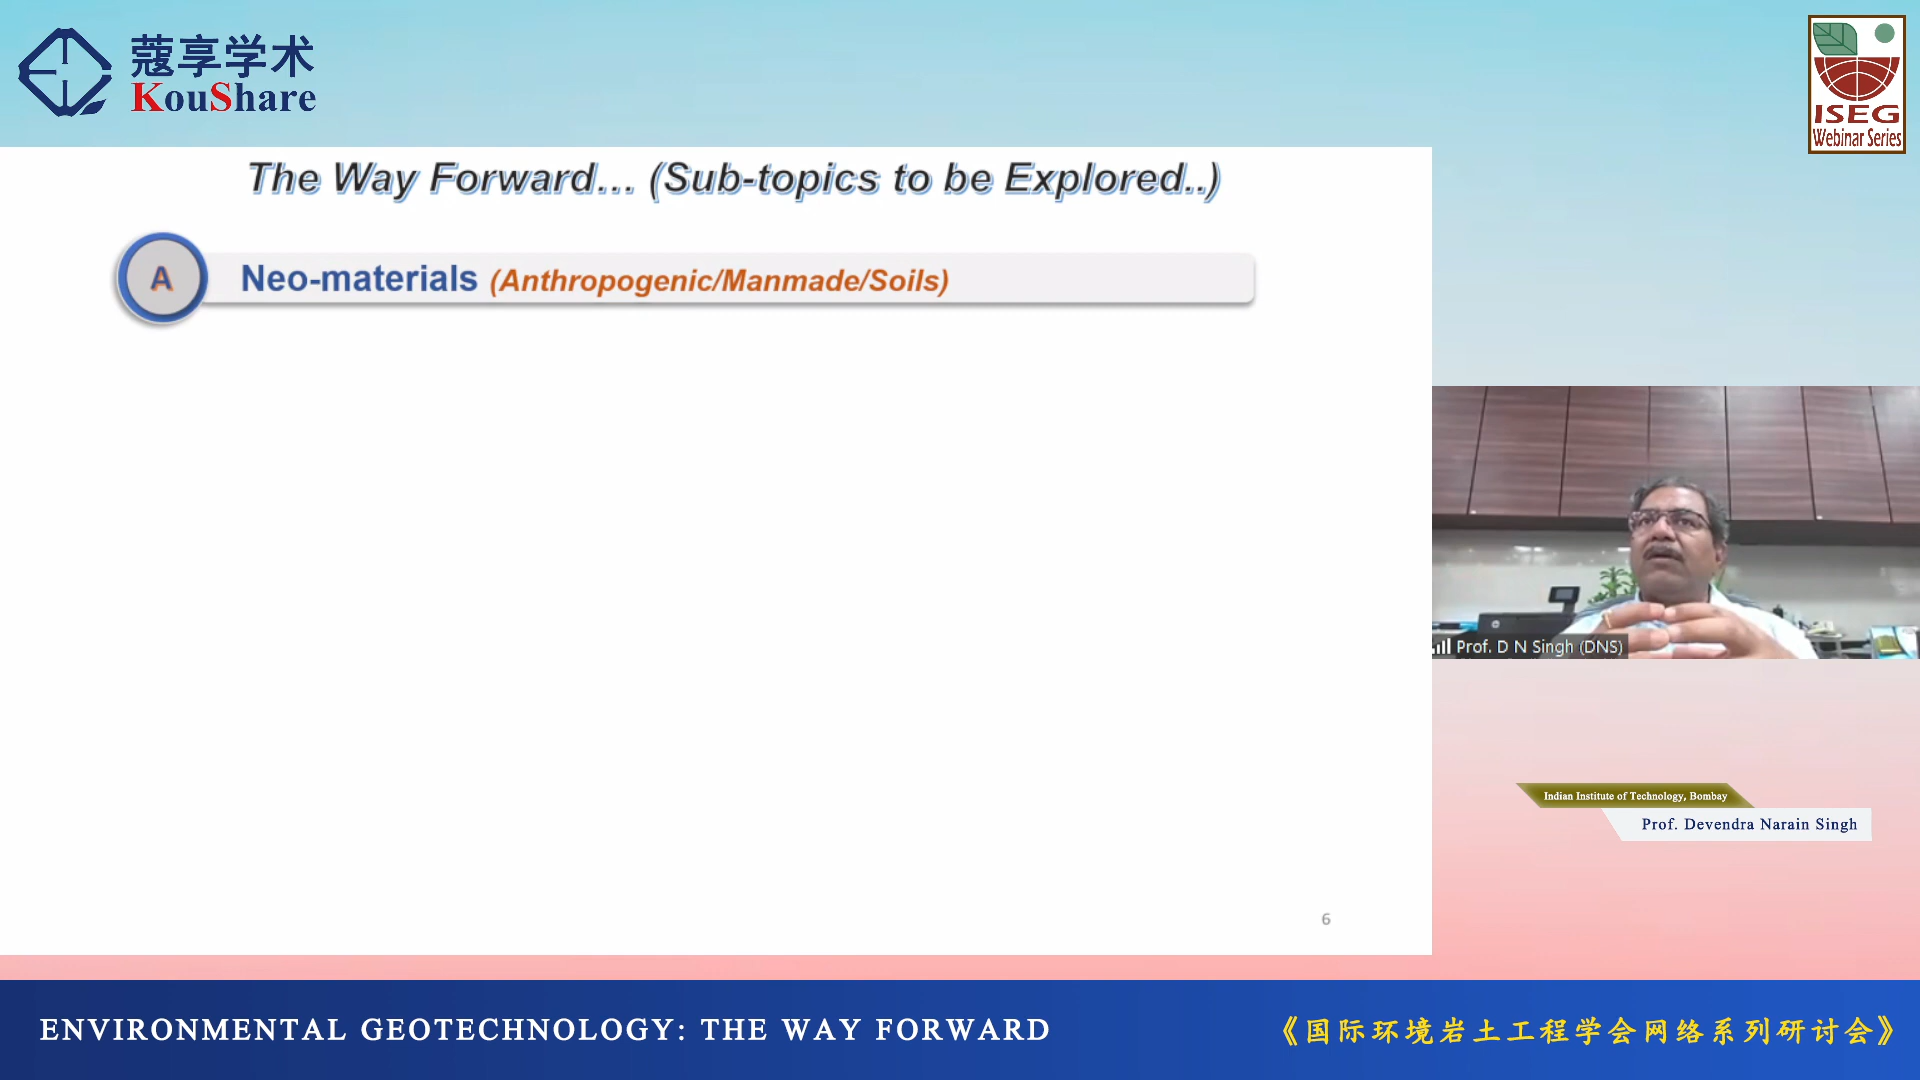 蔻享学术
KouShare
ISEG
Webinar Series
The Way Forward... (Sub-topics to be Explored..)
A
Neo-materials (Anthropogenic/Manmade/Soils)
Prof. D N Singh (DNS)
Indian Institute of Technology, Bombay
Prof. Devendra Narain Singh
6
ENVIRONMENTAL GEOTECHNOLOGY: THE WAY FORWARD
《国际环境岩土工程学会网络系列研讨会》